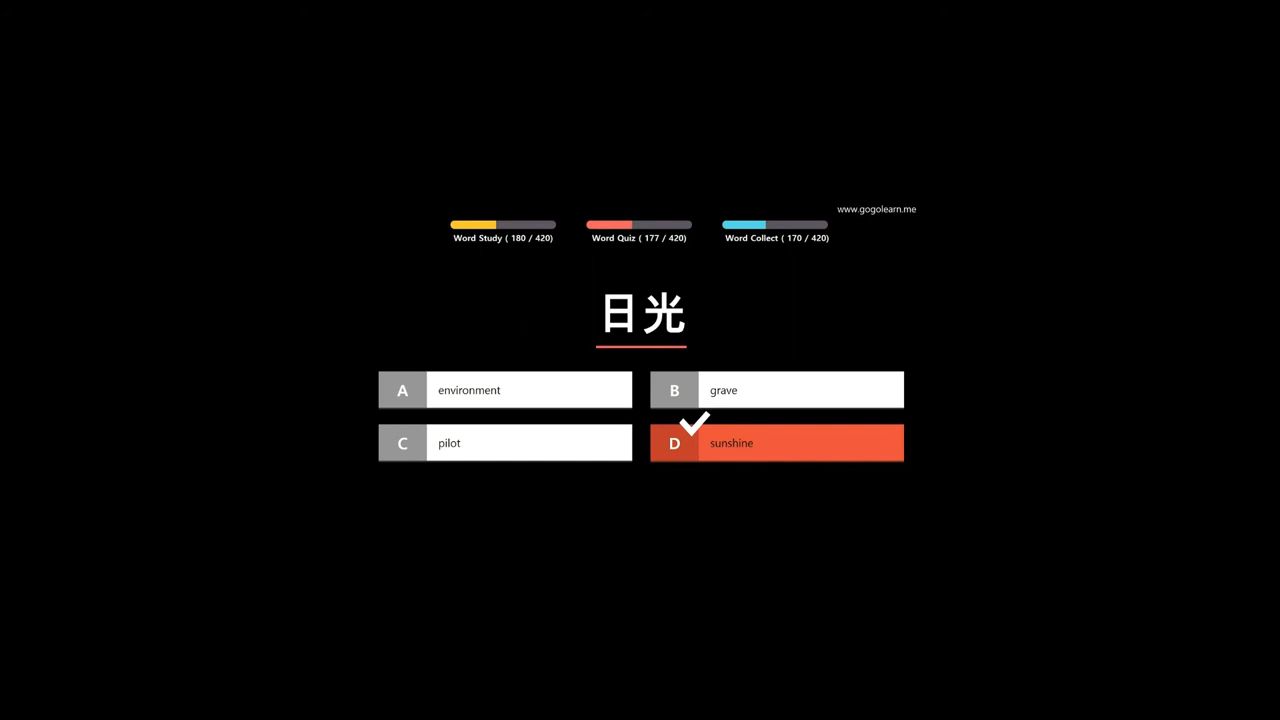 www.gogolearn.me
Word Study ( 180 / 420)
Word Quiz ( 177 / 420)
Word Collect ( 170 / 420)
日光
A environment
B grave
C pilot
D sunshine